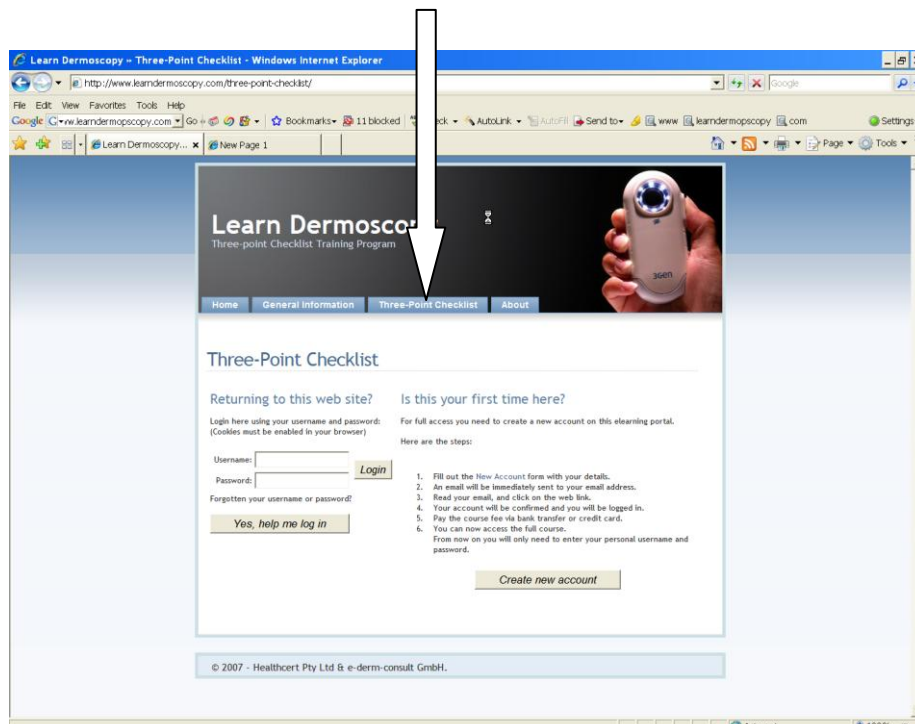 Learn Dermoscopy » Three-Point Checklist - Windows Internet Explorer
http://www.learndermoscopy.com/three-point-checklist/
Google
File Edit View Favorites Tools Help
Google
learndermopscopy.com
Go
Bookmarks
11 blocked
AutoLink
AutoFill
Send to
www
learndermopscopy
com
Settings
Learn Dermoscopy...
New Page 1
Page
Tools
Learn
Three-point Checklist Training Program
3Gen
Home General Information Three-Point Checklist About
Three-Point Checklist
Returning to this web site?
Login here using your username and password:
(Cookies must be enabled in your browser)
Username:
Password:
Login
Forgotten your username or password?
Yes, help me log in
Is this your first time here?
For full access you need to create a new account on this elearning portal.
Here are the steps:
1. Fill out the New Account form with your details.
2. An email will be immediately sent to your email address.
3. Read your email, and click on the web link.
4. Your account will be confirmed and you will be logged in.
5. Pay the course fee via bank transfer or credit card.
6. You can now access the full course.
From now on you will only need to enter your personal username and
password.
Create new account
© 2007 - Healthcert Pty Ltd & e-derm-consult GmbH.